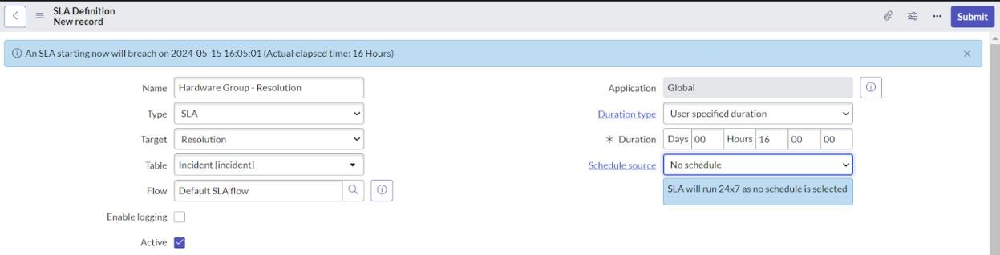 SLA Definition
New record
Submit
An SLA starting now will breach on 2024-05-15 16:05:01 (Actual elapsed time: 16 Hours)
Name Hardware Group - Resolution
Application Global
Type SLA
Duration type User specified duration
Target Resolution
Duration Days 00 Hours 16 00 00
Table Incident [incident]
Schedule source No schedule
SLA will run 24x7 as no schedule is selected
Flow Default SLA flow
Enable logging
Active